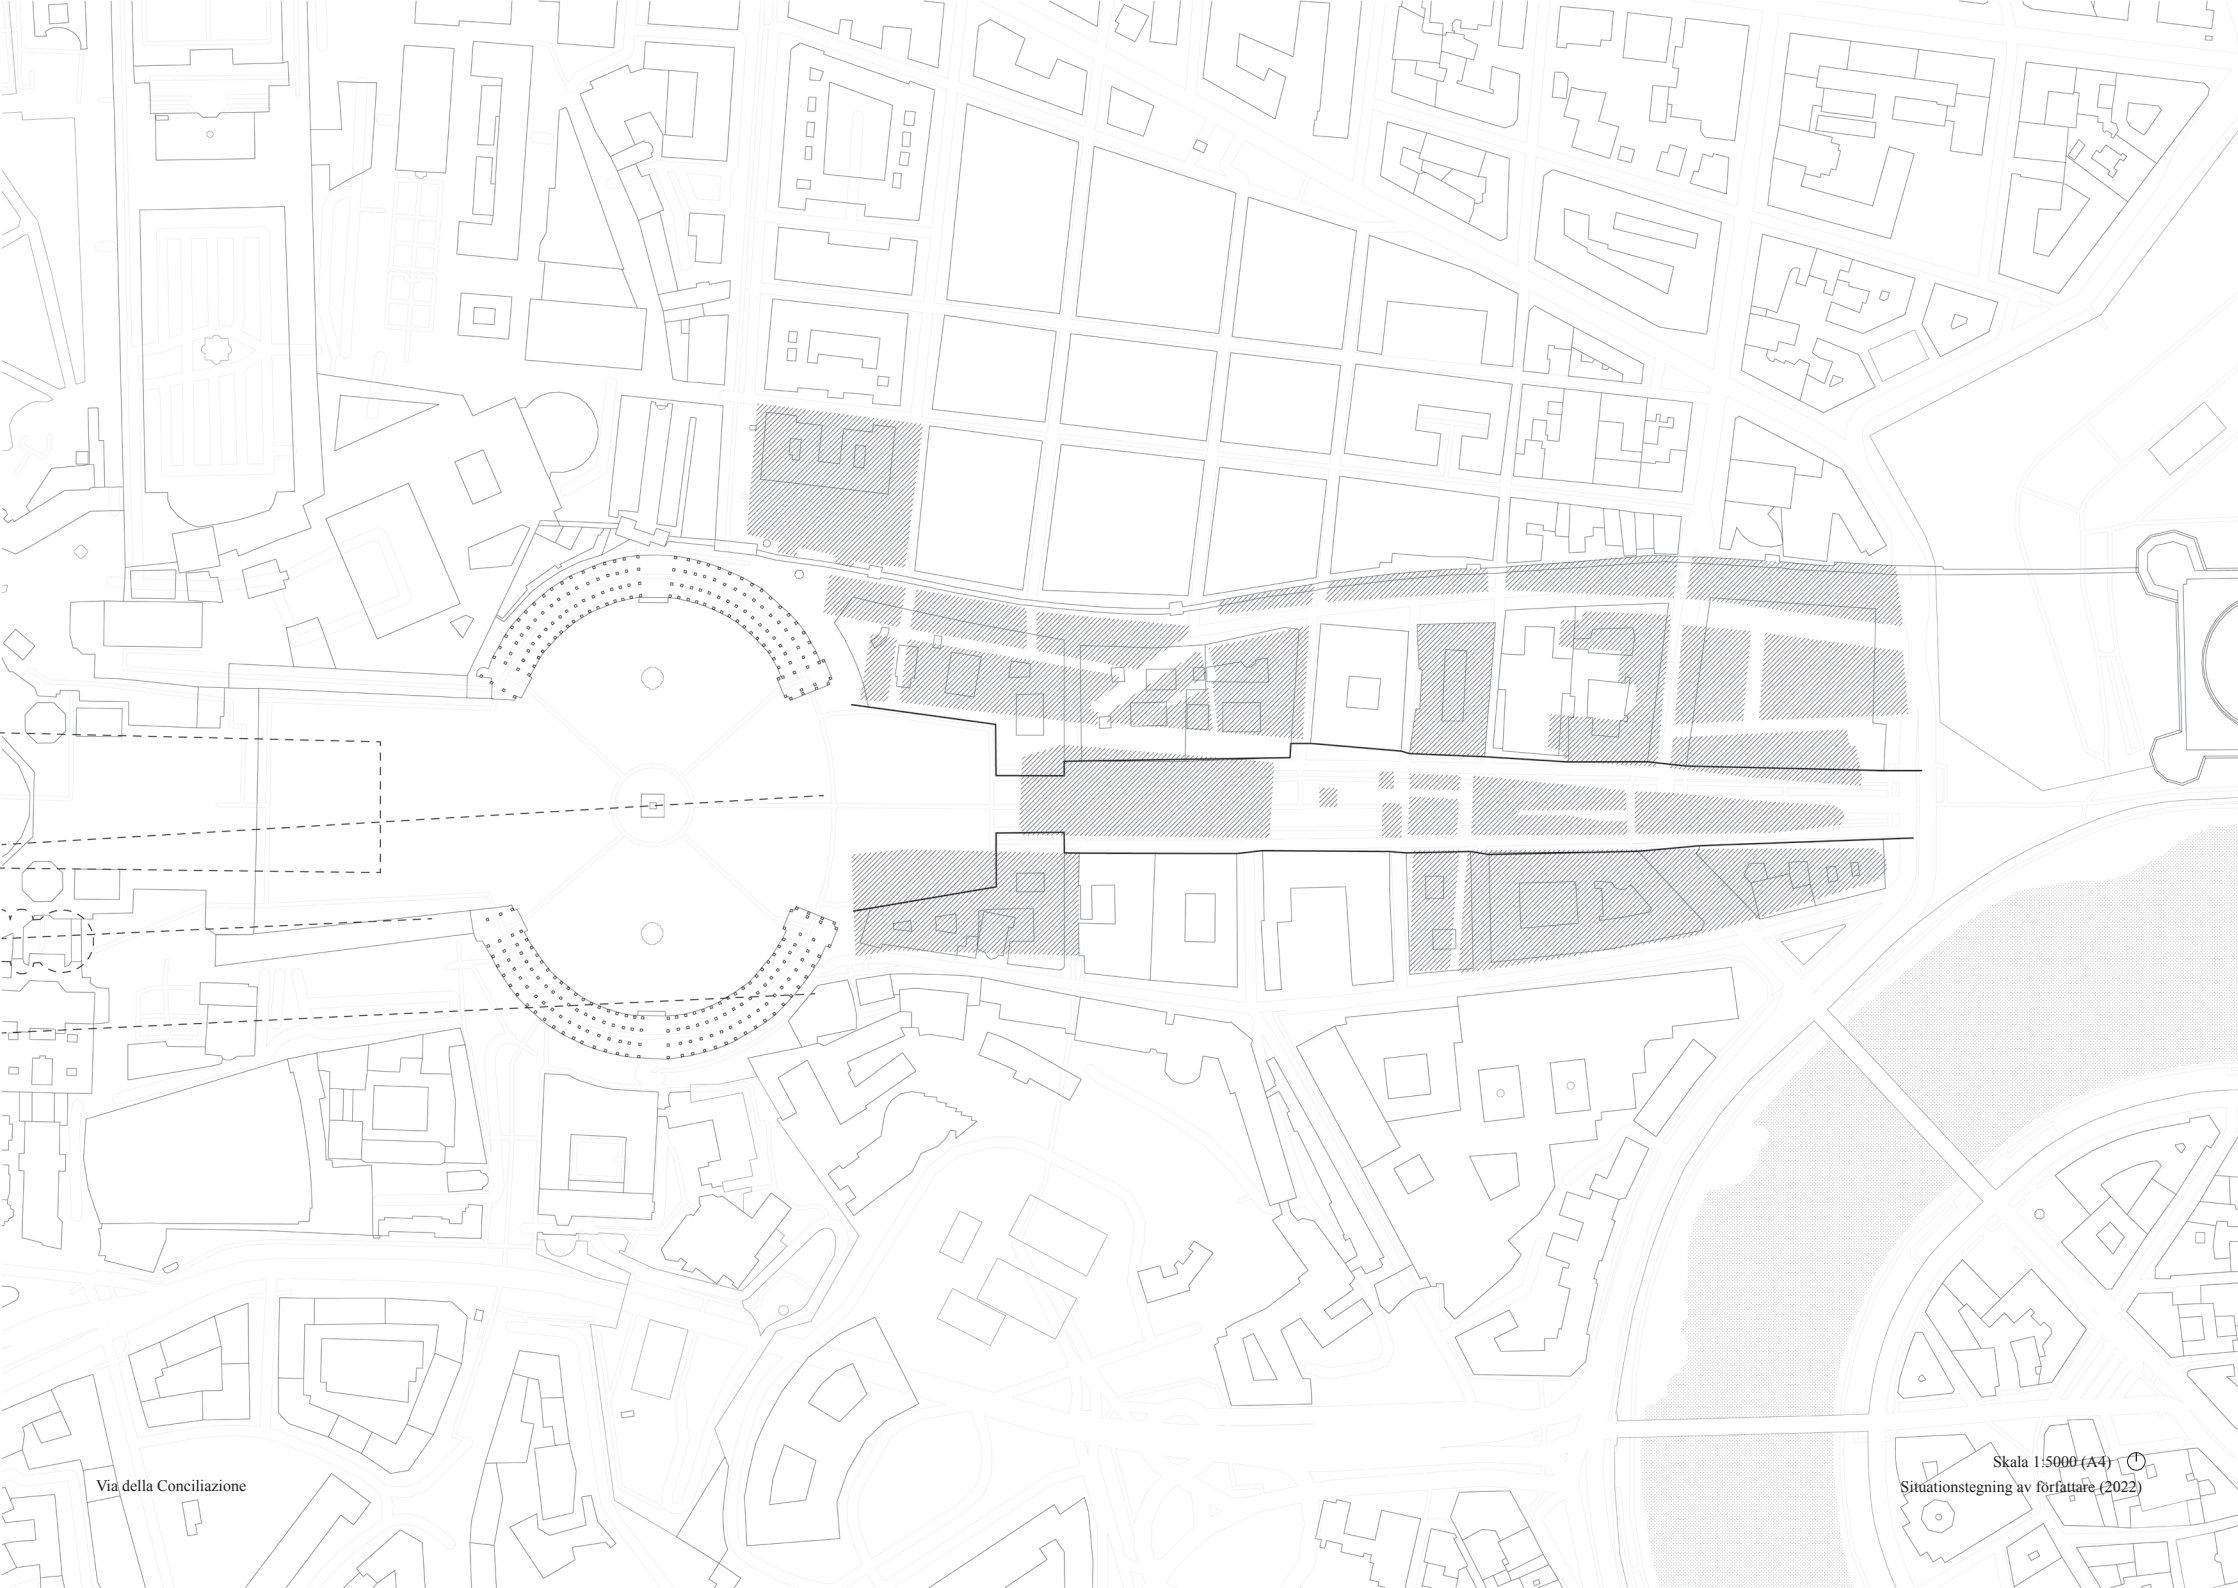 Via della Conciliazione
Skala 1:5000 (A4)
Situationstegning av författare (2022)